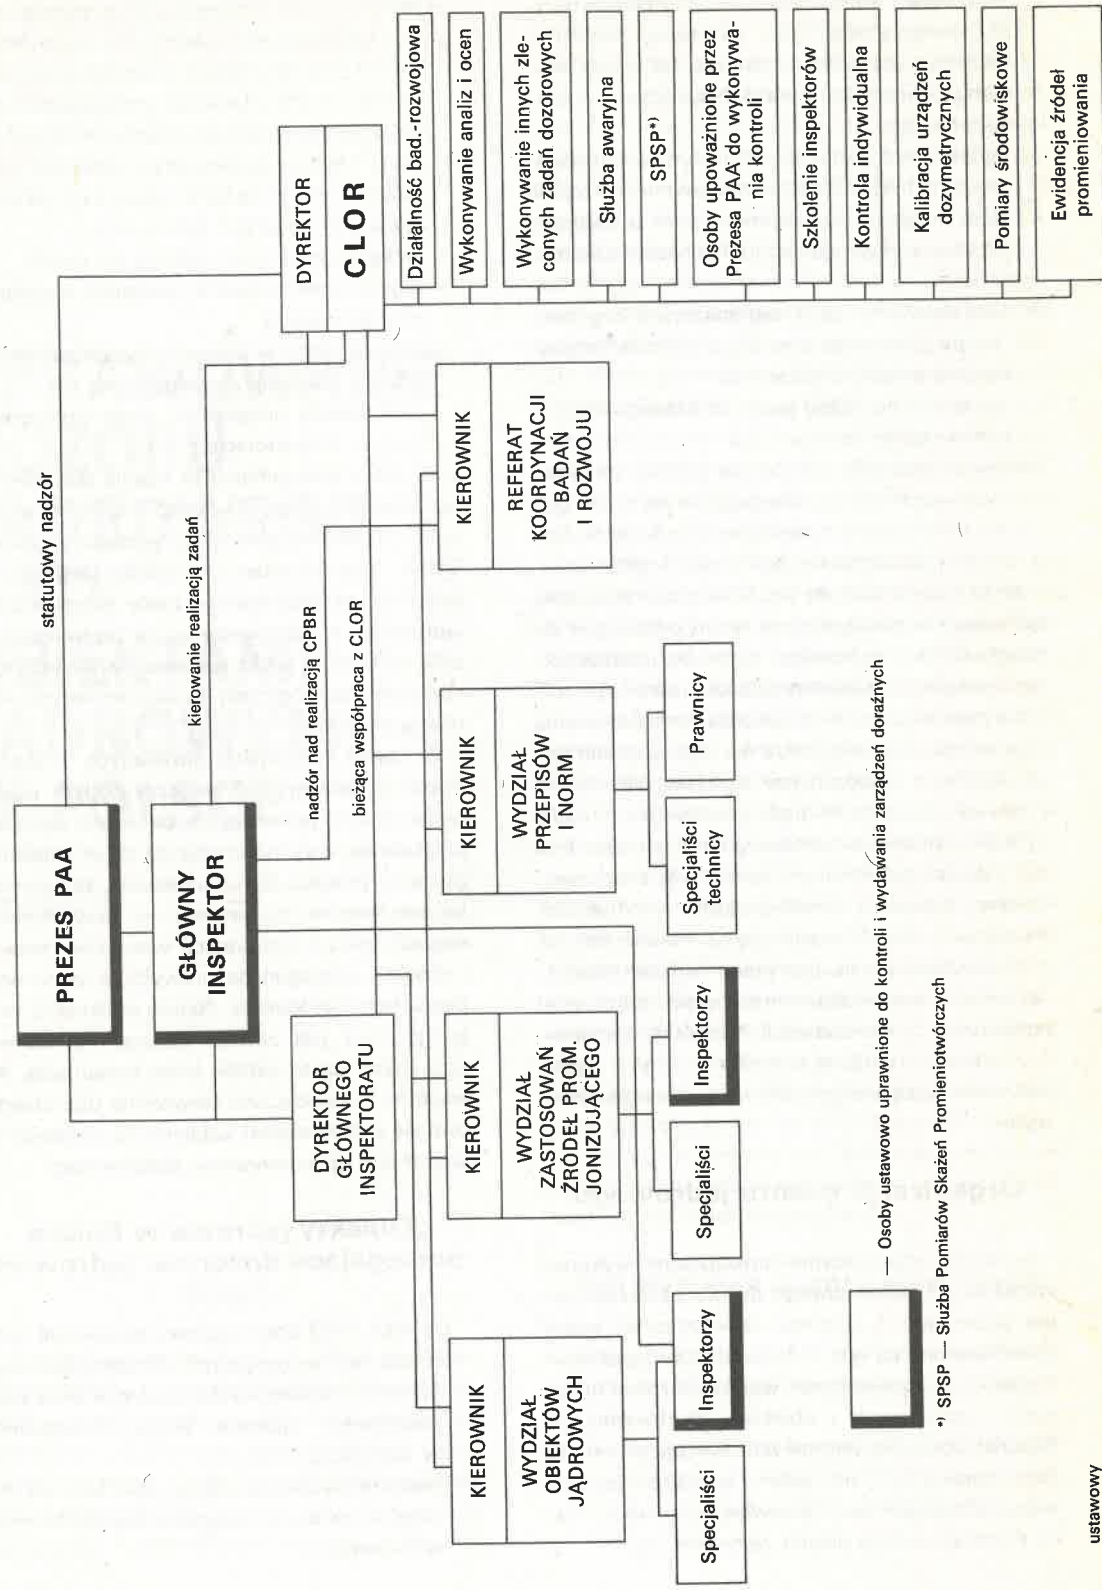 PREZES PAA
statutowy nadzór
GŁÓWNY
INSPEKTOR
kierowanie realizacją zadań
nadzór nad realizacją CPBR
bieżąca współpraca z CLOR
DYREKTOR
GŁÓWNEGO
INSPEKTORATU
DYREKTOR
CLOR
KIEROWNIK
WYDZIAŁ
OBIEKTÓW
JĄDROWYCH
KIEROWNIK
WYDZIAŁ
ZASTOSOWAŃ
ŹRÓDEŁ PROM.
JONIZUJĄCEGO
KIEROWNIK
WYDZIAŁ
PRZEPISÓW
I NORM
KIEROWNIK
REFERAT
KOORDYNACJI
BADAŃ
I ROZWOJU
Działalność bad.-rozwojowa
Wykonywanie analiz i ocen
Wykonywanie innych zle-
conych zadań dozorowych
Służba awaryjna
SPSP*)
Osoby upoważnione przez
Prezesa PAA do wykonywa-
nia kontroli
Szkolenie inspektorów
Kontrola indywidualna
Kalibracja urządzeń
dozymetrycznych
Pomiary środowiskowe
Ewidencja źródeł
promieniowania
Specjaliści
Inspektorzy
Specjaliści
Inspektorzy
Specjaliści
technicy
Prawnicy
— Osoby ustawowo uprawnione do kontroli i wydawania zarządzeń doraźnych
*) SPSP — Służba Pomiarów Skażeń Promieniotwórczych
ustawowy